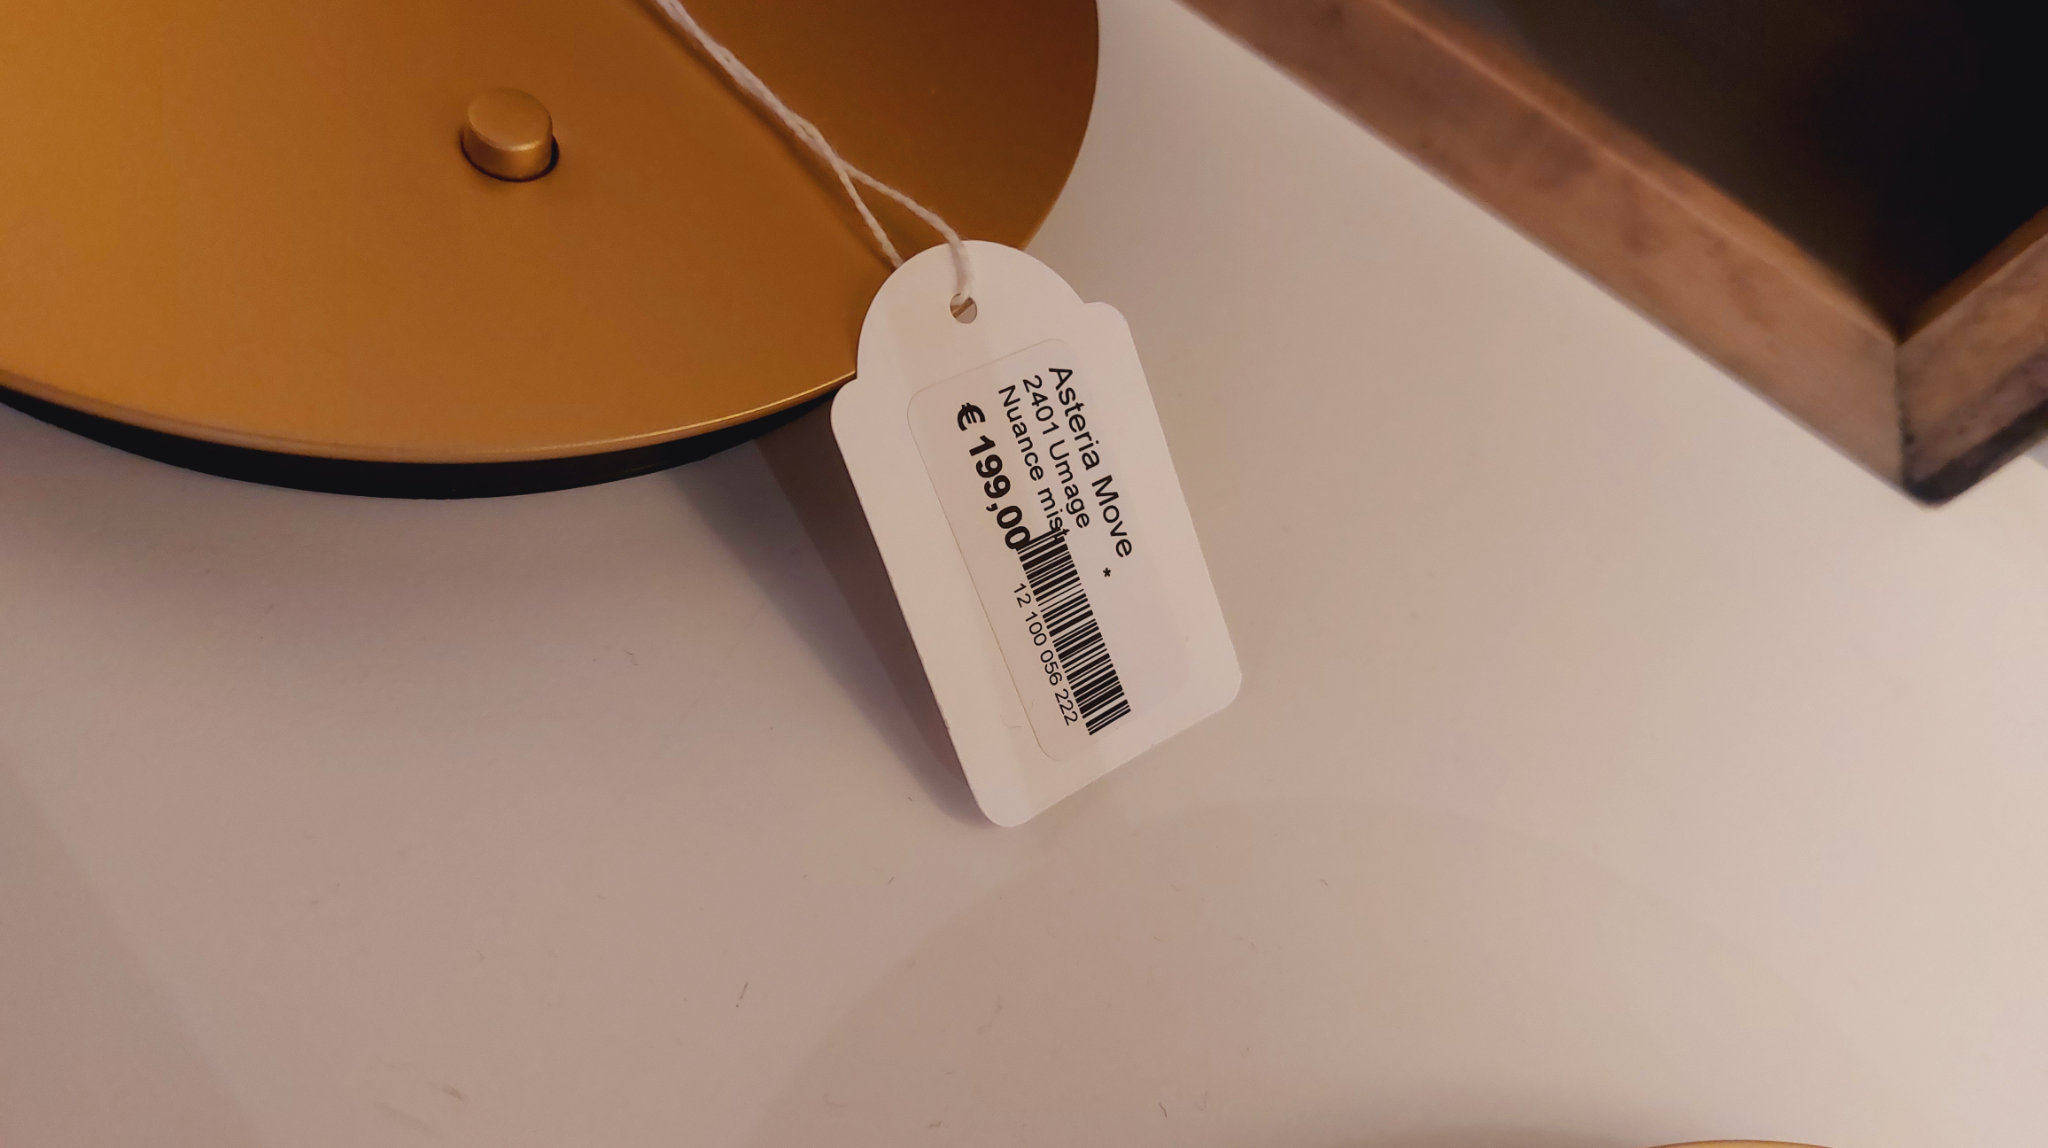 Asteria Move
*
2401 Umage
Nuance mist
€ 199,00
12 100 056 222